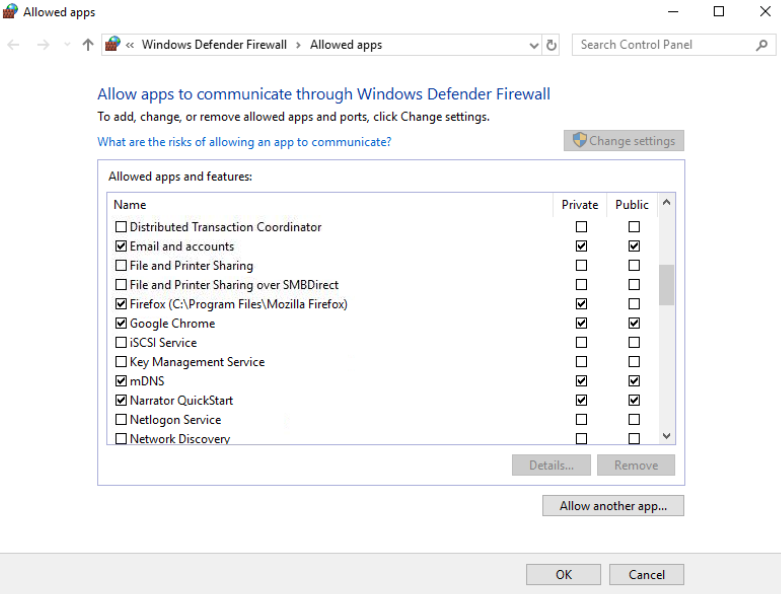 Allowed apps
« Windows Defender Firewall › Allowed apps
Search Control Panel
Allow apps to communicate through Windows Defender Firewall
To add, change, or remove allowed apps and ports, click Change settings.
What are the risks of allowing an app to communicate?
Change settings
Allowed apps and features:
Name Private Public
Distributed Transaction Coordinator
Email and accounts
File and Printer Sharing
File and Printer Sharing over SMBDirect
Firefox (C:\Program Files\Mozilla Firefox)
Google Chrome
iSCSI Service
Key Management Service
mDNS
Narrator QuickStart
Netlogon Service
Network Discovery
Details... Remove
Allow another app...
OK Cancel